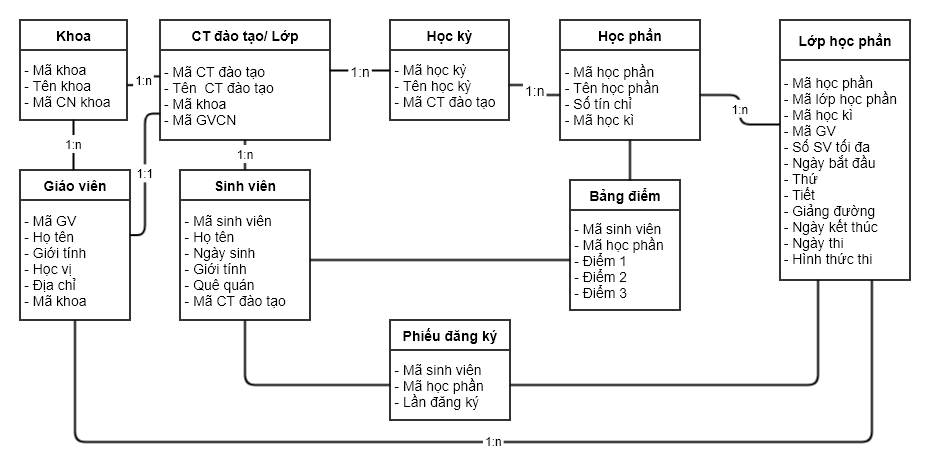 Khoa
- Mã khoa
- Tên khoa
- Mã CN khoa
1:n
CT đào tạo/ Lớp
- Mã CT đào tạo
- Tên  CT đào tạo
- Mã khoa
- Mã GVCN
1:n
Học kỳ
- Mã học kỳ
- Tên học kỳ
- Mã CT đào tạo
1:n
Học phần
- Mã học phần
- Tên học phần
- Số tín chỉ
- Mã học kì
1:n
Lớp học phần
- Mã học phần
- Mã lớp học phần
- Mã học kì
- Mã GV
- Số SV tối đa
- Ngày bắt đầu
- Thứ
- Tiết
- Giảng đường
- Ngày kết thúc
- Ngày thi
- Hình thức thi
1:n
1:1
1:n
Giáo viên
- Mã GV
- Họ tên
- Giới tính
- Học vị
- Địa chỉ
- Mã khoa
Sinh viên
- Mã sinh viên
- Họ tên
- Ngày sinh
- Giới tính
- Quê quán
- Mã CT đào tạo
Bảng điểm
- Mã sinh viên
- Mã học phần
- Điểm 1
- Điểm 2
- Điểm 3
Phiếu đăng ký
- Mã sinh viên
- Mã học phần
- Lần đăng ký
1:n